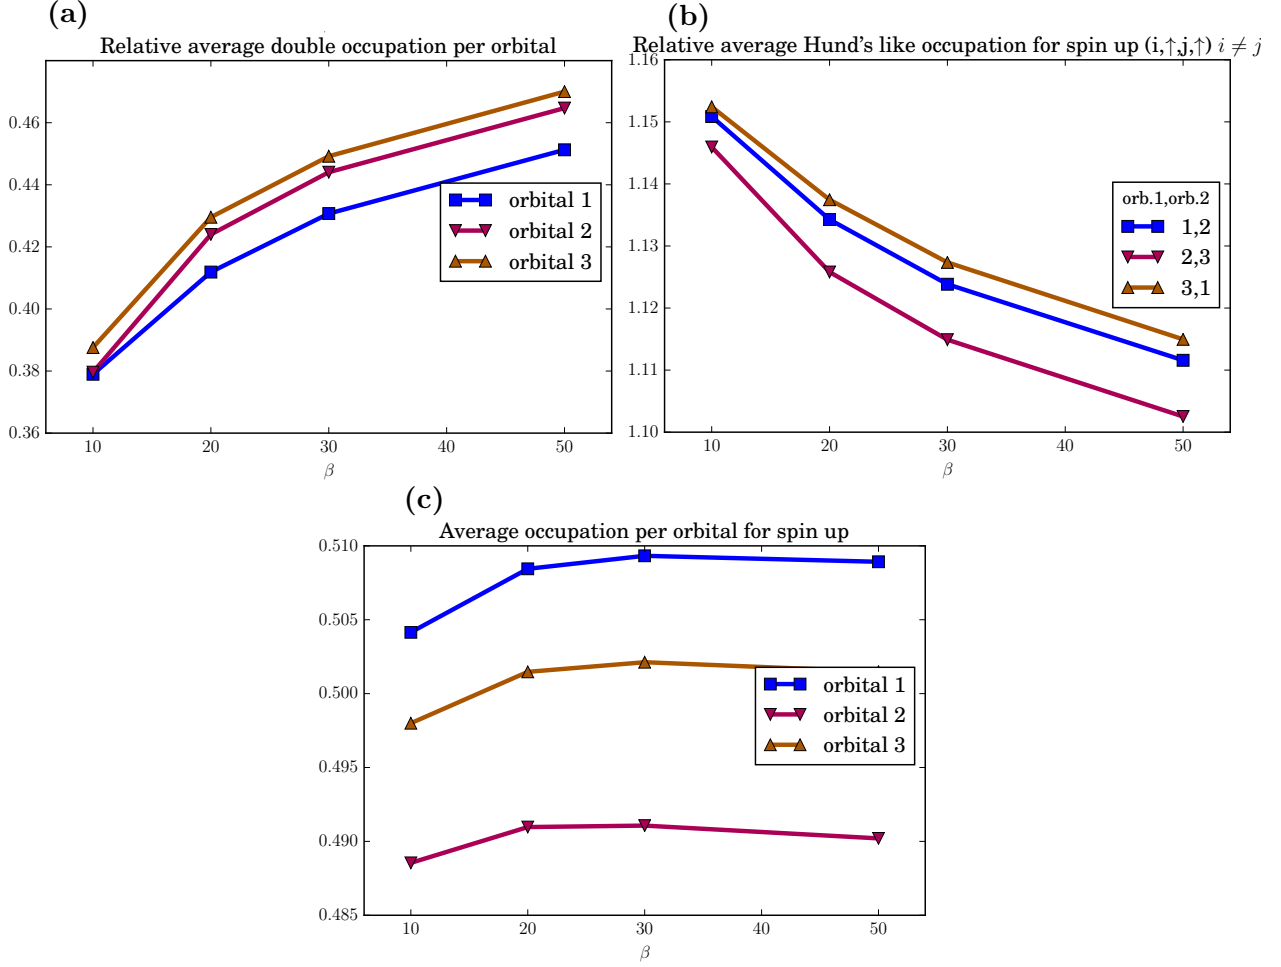 (a)
Relative average double occupation per orbital
0.46
0.44
0.42
0.40
0.38
0.36
10 20 30 40 50
β
orbital 1
orbital 2
orbital 3
(b)
Relative average Hund's like occupation for spin up (i,↑,j,↑) i ≠ j
1.16
1.15
1.14
1.13
1.12
1.11
1.10
10 20 30 40 50
β
orb.1,orb.2
1,2
2,3
3,1
(c)
Average occupation per orbital for spin up
0.510
0.505
0.500
0.495
0.490
0.485
10 20 30 40 50
β
orbital 1
orbital 2
orbital 3